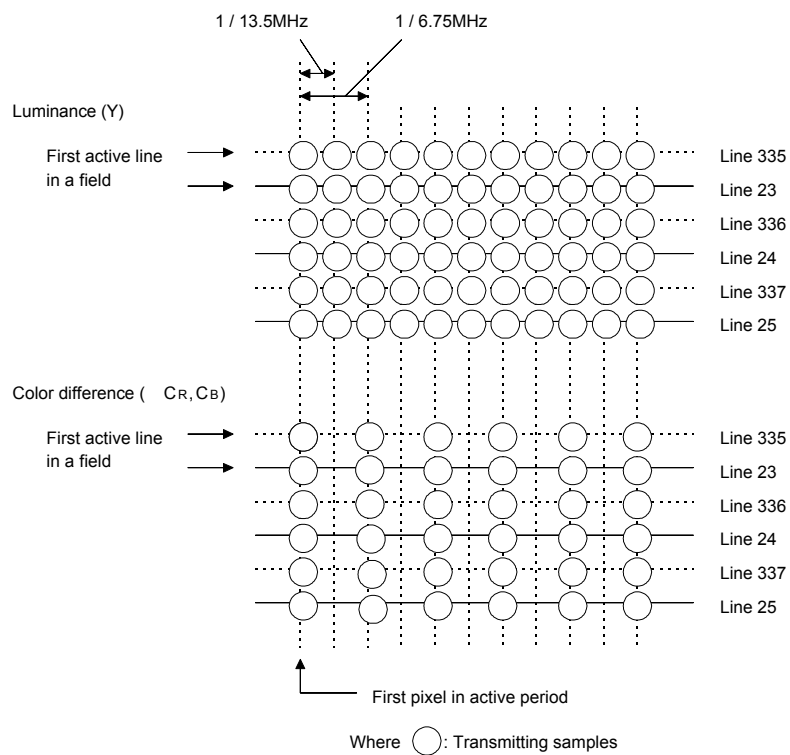 1 / 13.5MHz 1 / 6.75MHz
Luminance (Y)
First active line
in a field
Line 335
Line 23
Line 336
Line 24
Line 337
Line 25
Color difference ( CR, CB)
First active line
in a field
Line 335
Line 23
Line 336
Line 24
Line 337
Line 25
First pixel in active period
Where : Transmitting samples